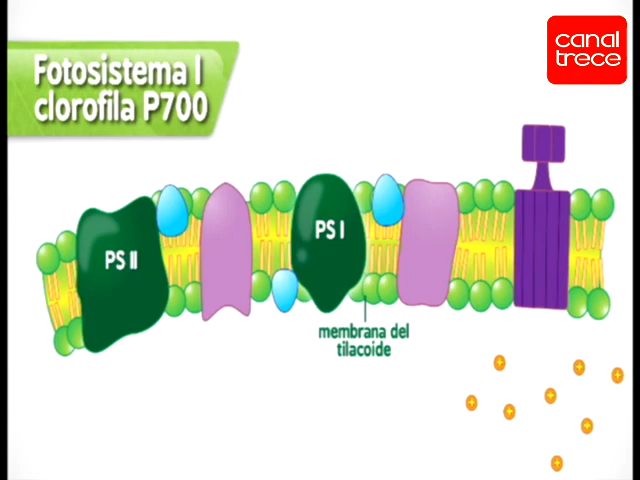 Fotosistema I
clorofila P700
canal
trece
PS II
PS I
membrana del
tilacoide